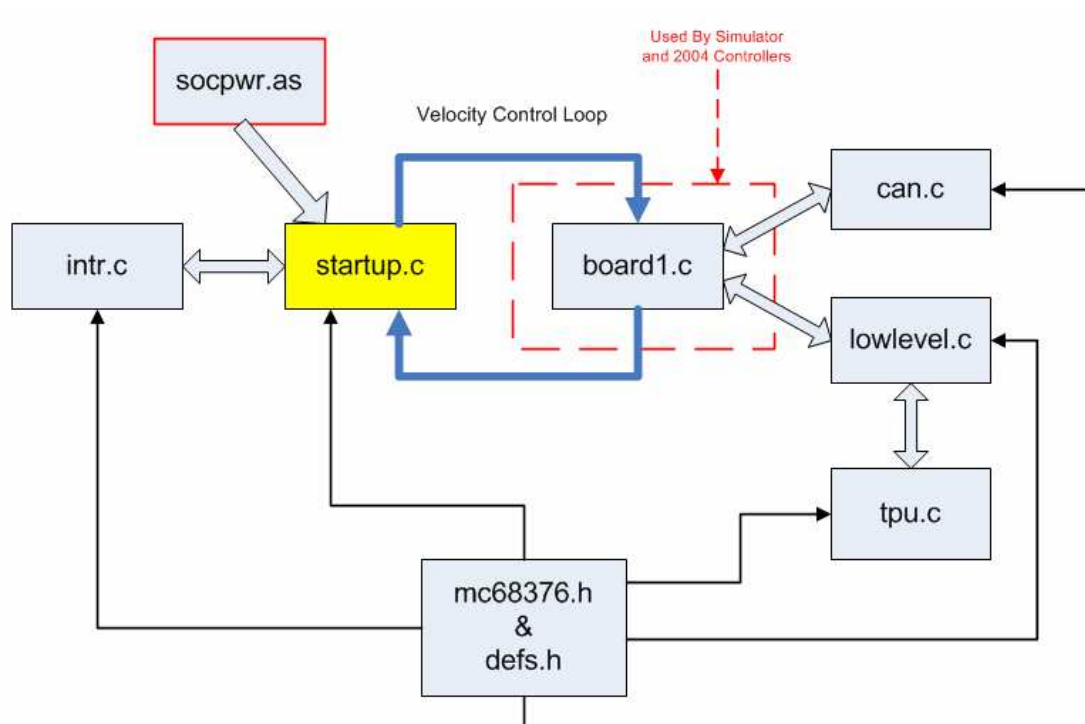 Used By Simulator
and 2004 Controllers
socpwr.as
Velocity Control Loop
can.c
intr.c
startup.c
board1.c
lowlevel.c
tpu.c
mc68376.h
&
defs.h